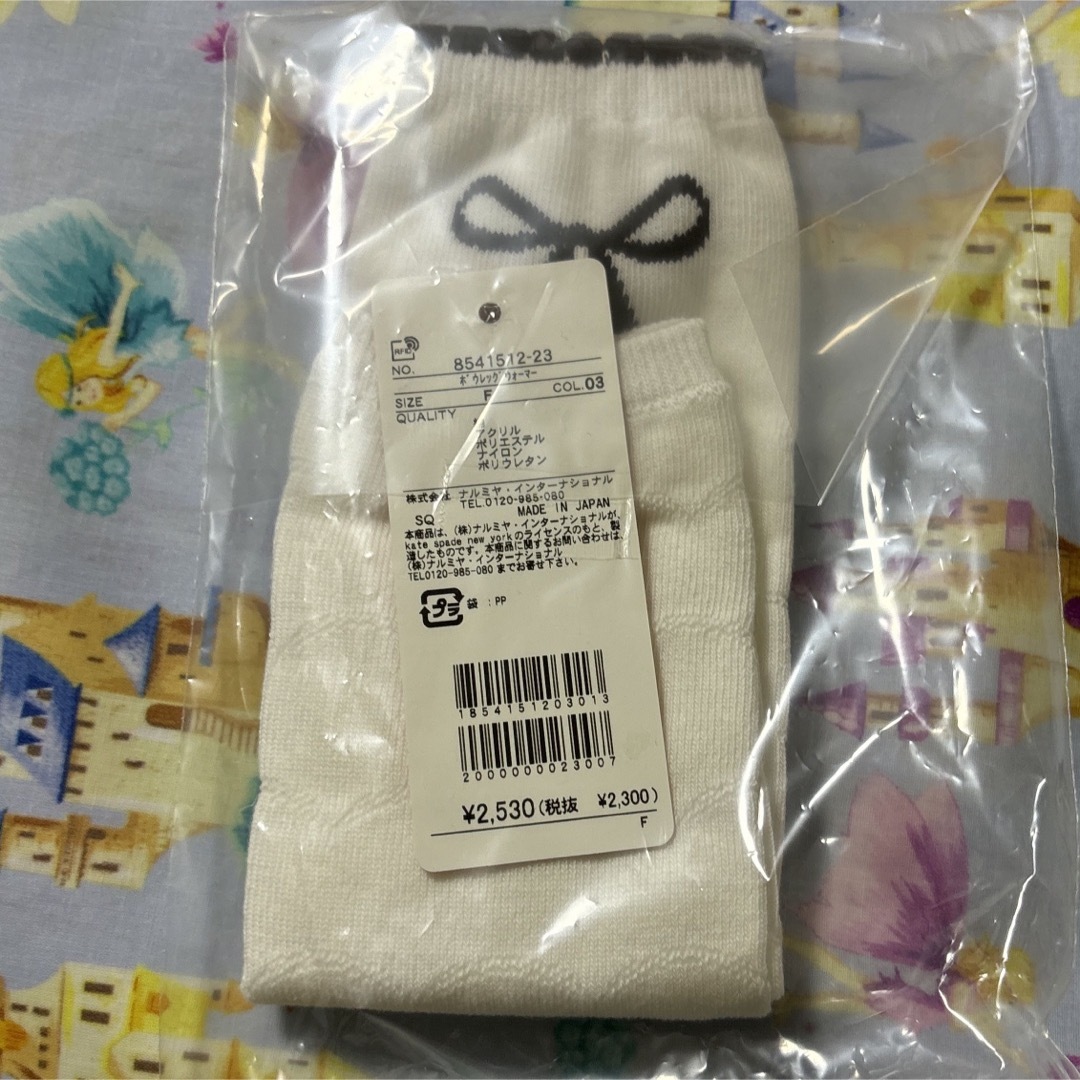 RFID
NO. 8541512-23
ボウレッグウォーマー
SIZE F COL.03
QUALITY
アクリル
ポリエステル
ナイロン
ポリウレタン
株式会社 ナルミヤ・インターナショナル
TEL.0120-985-080
SQ MADE IN JAPAN
本商品は、(株)ナルミヤ・インターナショナルが、
kate spade new york のライセンスのもと、製
造したものです。本商品に関するお問い合わせは、
(株)ナルミヤ・インターナショナル
TEL0120-985-080 までお寄せ下さい。
プラ 袋 : PP
1854151203013
2000000023007
¥2,530(税抜 ¥2,300)
F